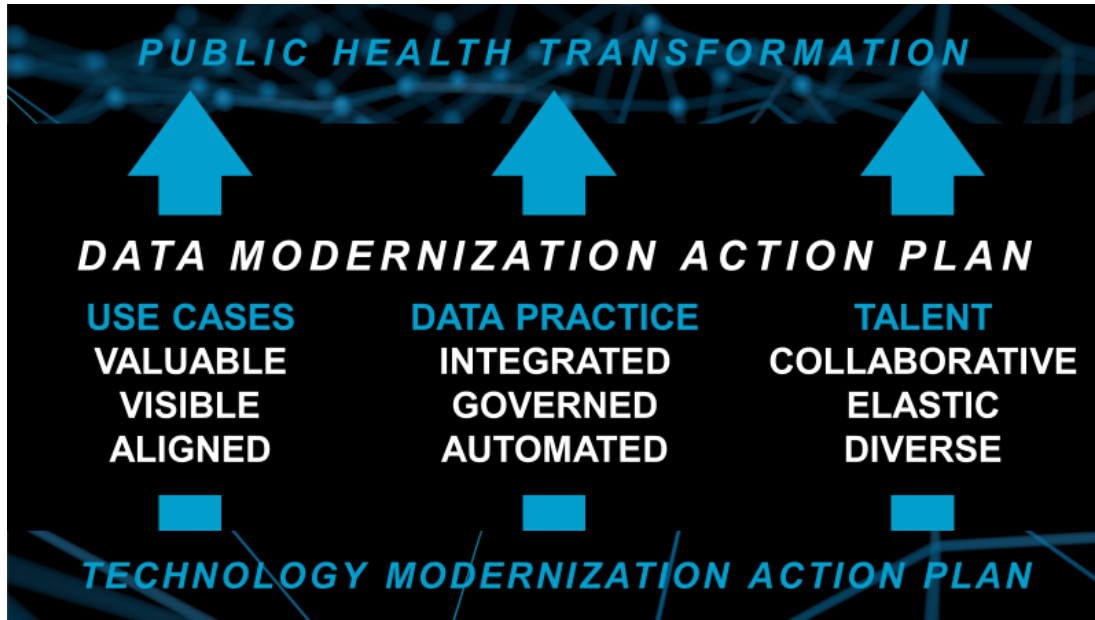 PUBLIC HEALTH TRANSFORMATION
DATA MODERNIZATION ACTION PLAN
USE CASES
VALUABLE
VISIBLE
ALIGNED
DATA PRACTICE
INTEGRATED
GOVERNED
AUTOMATED
TALENT
COLLABORATIVE
ELASTIC
DIVERSE
TECHNOLOGY MODERNIZATION ACTION PLAN